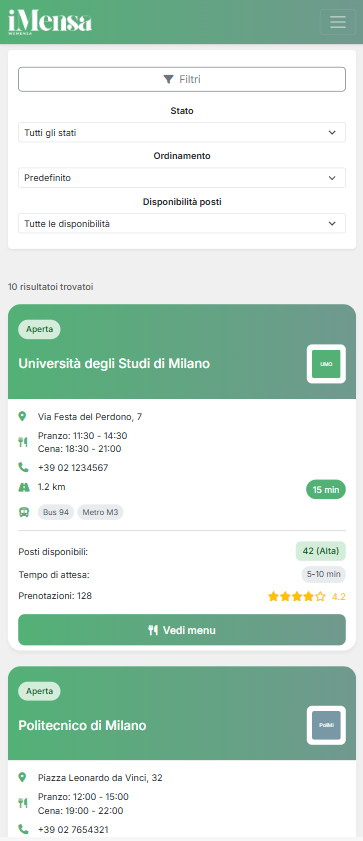 iMensa
Filtri
Stato
Tutti gli stati
Ordinamento
Predefinito
Disponibilità posti
Tutte le disponibilità
10 risultatoi trovatoi
Aperta
Università degli Studi di Milano
Via Festa del Perdono, 7
Pranzo: 11:30 - 14:30
Cena: 18:30 - 21:00
+39 02 1234567
1.2 km
15 min
Bus 94
Metro M3
Posti disponibili:
42 (Alta)
Tempo di attesa:
5-10 min
Prenotazioni: 128
4.2
Vedi menu
Aperta
Politecnico di Milano
PoliMi
Piazza Leonardo da Vinci, 32
Pranzo: 12:00 - 15:00
Cena: 19:00 - 22:00
+39 02 7654321